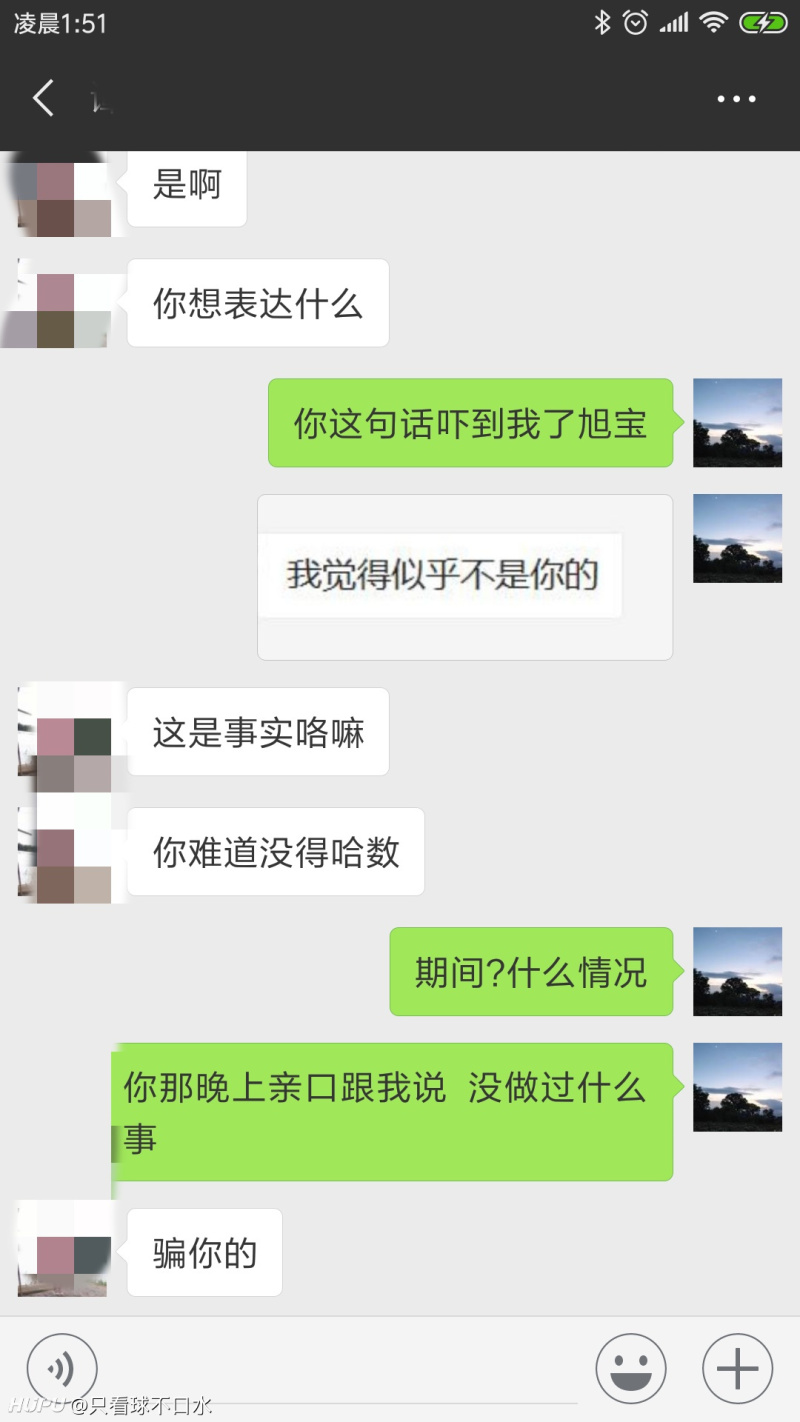 凌晨1:51
是啊
你想表达什么
你这句话吓到我了旭宝
我觉得似乎不是你的
这是事实咯嘛
你难道没得哈数
期间?什么情况
你那晚上亲口跟我说 没做过什么
事
骗你的
HUPU@只看球不口水